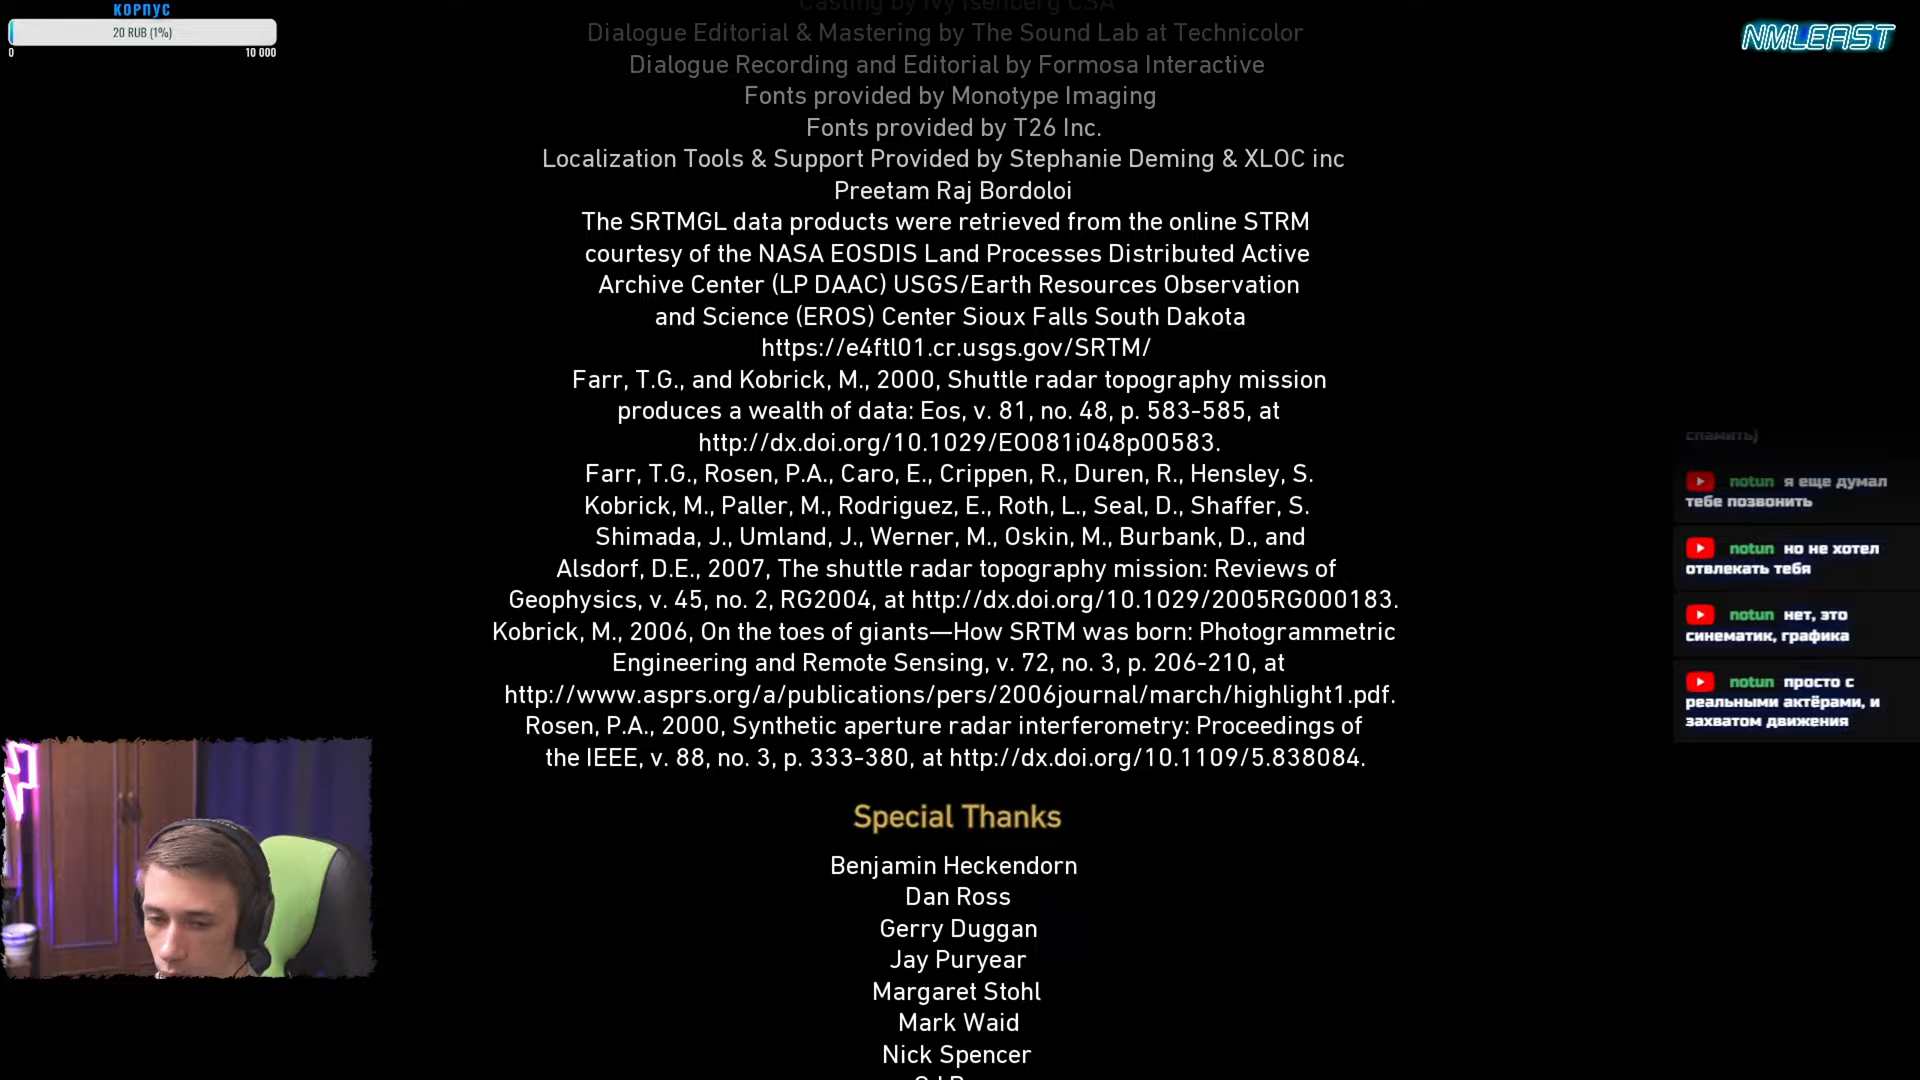 КОРПУС
20 RUB (1%)
0
10 000
NMLEAST
Casting by Ivy Isenberg CSA
Dialogue Editorial & Mastering by The Sound Lab at Technicolor
Dialogue Recording and Editorial by Formosa Interactive
Fonts provided by Monotype Imaging
Fonts provided by T26 Inc.
Localization Tools & Support Provided by Stephanie Deming & XLOC inc
Preetam Raj Bordoloi
The SRTMGL data products were retrieved from the online STRM
courtesy of the NASA EOSDIS Land Processes Distributed Active
Archive Center (LP DAAC) USGS/Earth Resources Observation
and Science (EROS) Center Sioux Falls South Dakota
https://e4ftl01.cr.usgs.gov/SRTM/
Farr, T.G., and Kobrick, M., 2000, Shuttle radar topography mission
produces a wealth of data: Eos, v. 81, no. 48, p. 583-585, at
http://dx.doi.org/10.1029/EO081i048p00583.
Farr, T.G., Rosen, P.A., Caro, E., Crippen, R., Duren, R., Hensley, S.
Kobrick, M., Paller, M., Rodriguez, E., Roth, L., Seal, D., Shaffer, S.
Shimada, J., Umland, J., Werner, M., Oskin, M., Burbank, D., and
Alsdorf, D.E., 2007, The shuttle radar topography mission: Reviews of
Geophysics, v. 45, no. 2, RG2004, at http://dx.doi.org/10.1029/2005RG000183.
Kobrick, M., 2006, On the toes of giants—How SRTM was born: Photogrammetric
Engineering and Remote Sensing, v. 72, no. 3, p. 206-210, at
http://www.asprs.org/a/publications/pers/2006journal/march/highlight1.pdf.
Rosen, P.A., 2000, Synthetic aperture radar interferometry: Proceedings of
the IEEE, v. 88, no. 3, p. 333-380, at http://dx.doi.org/10.1109/5.838084.
Special Thanks
Benjamin Heckendorn
Dan Ross
Gerry Duggan
Jay Puryear
Margaret Stohl
Mark Waid
Nick Spencer
спамить)
notun я еще думал
тебе позвонить
notun но не хотел
отвлекать тебя
notun нет, это
синематик, графика
notun просто с
реальными актёрами, и
захватом движения